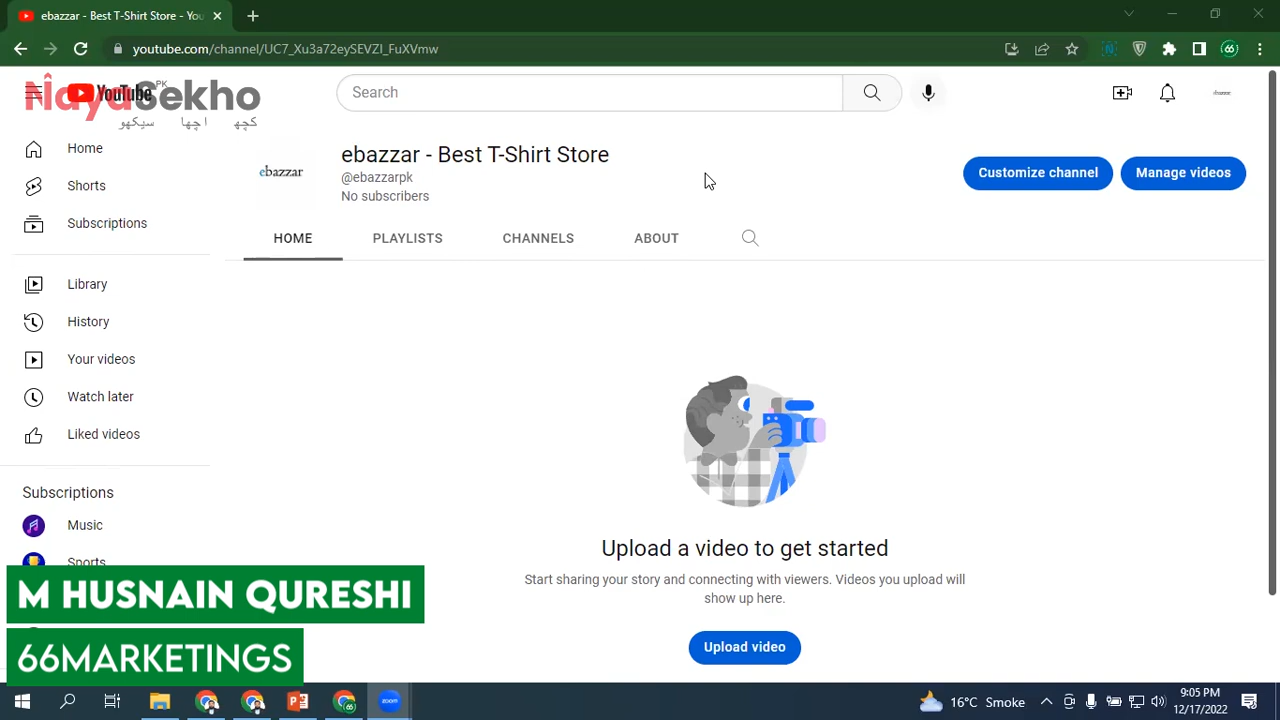 ebazzar - Best T-Shirt Store - You
youtube.com/channel/UC7_Xu3a72eySEVZI_FuXVmw
NayaSekho PK
کچھ اچھا سیکھو
YouTube
Search
Home
Shorts
Subscriptions
Library
History
Your videos
Watch later
Liked videos
Subscriptions
Music
Sports
ebazzar
ebazzar - Best T-Shirt Store
@ebazzarpk
No subscribers
Customize channel
Manage videos
HOME
PLAYLISTS
CHANNELS
ABOUT
Upload a video to get started
Start sharing your story and connecting with viewers. Videos you upload will
show up here.
Upload video
M HUSNAIN QURESHI
66MARKETINGS
zoom
16°C Smoke
9:05 PM
12/17/2022